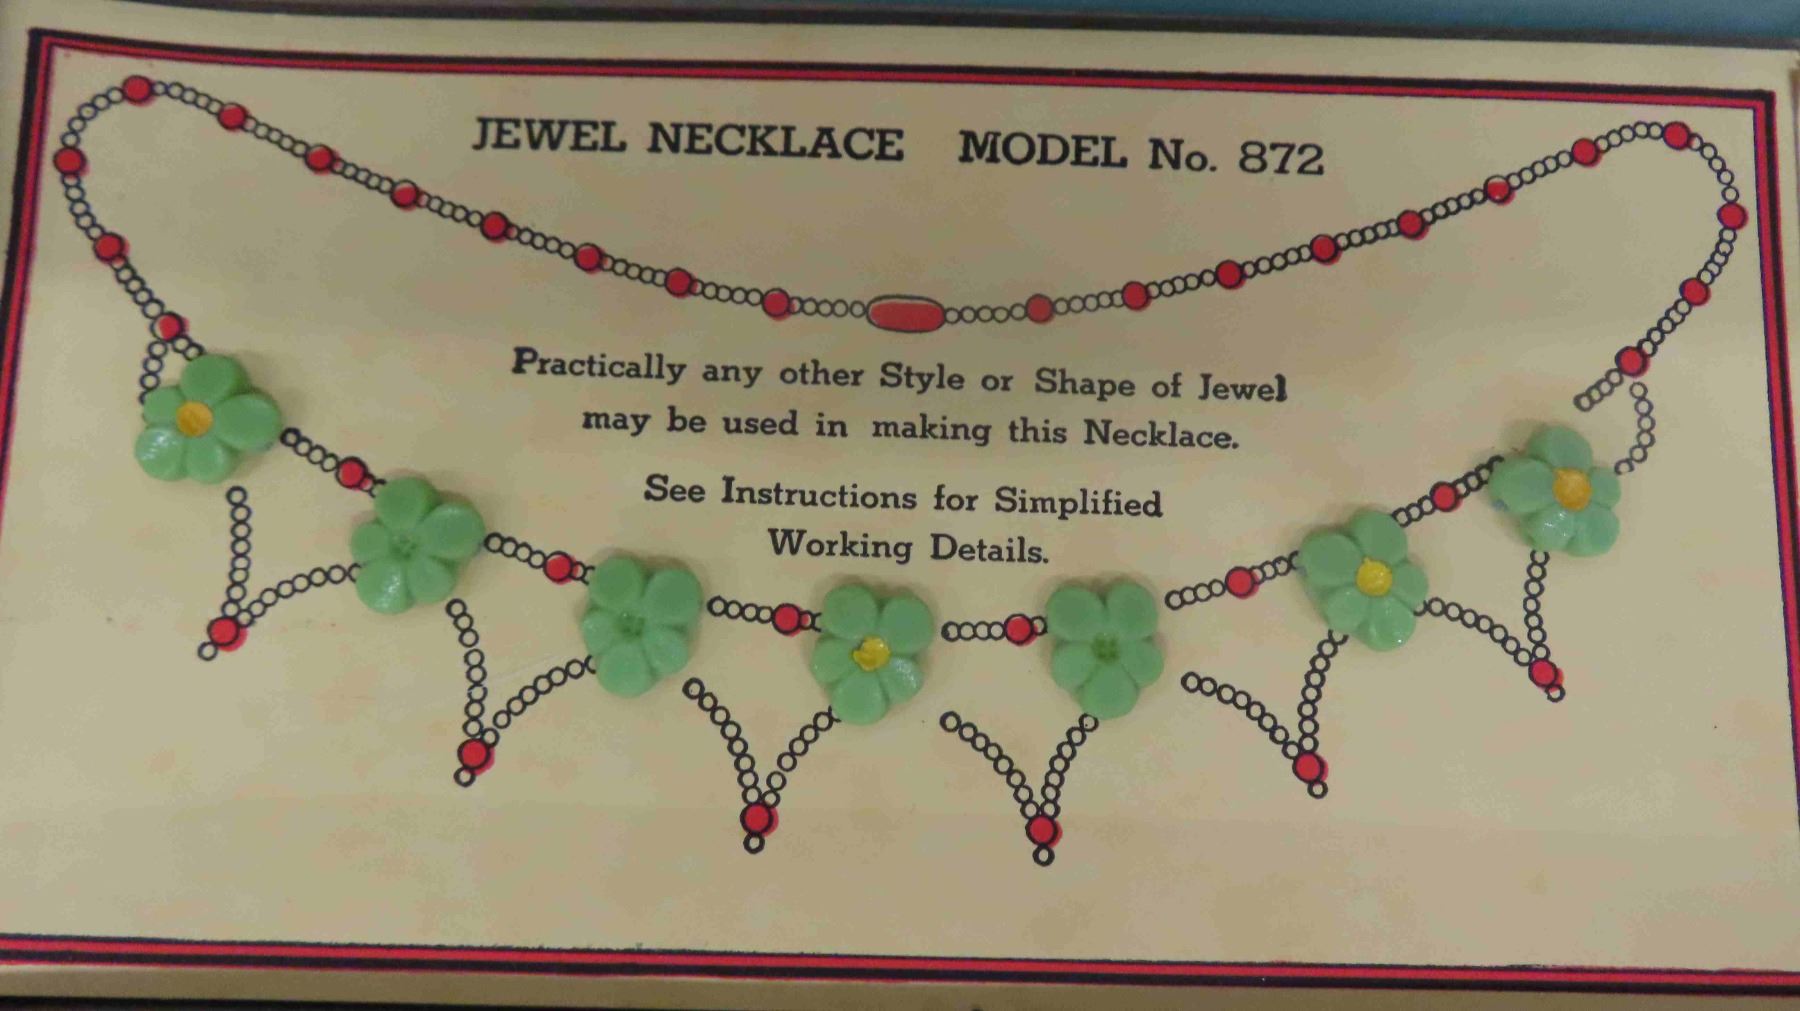 JEWEL NECKLACE MODEL No. 872
Practically any other Style or Shape of Jewel
may be used in making this Necklace.
See Instructions for Simplified
Working Details.